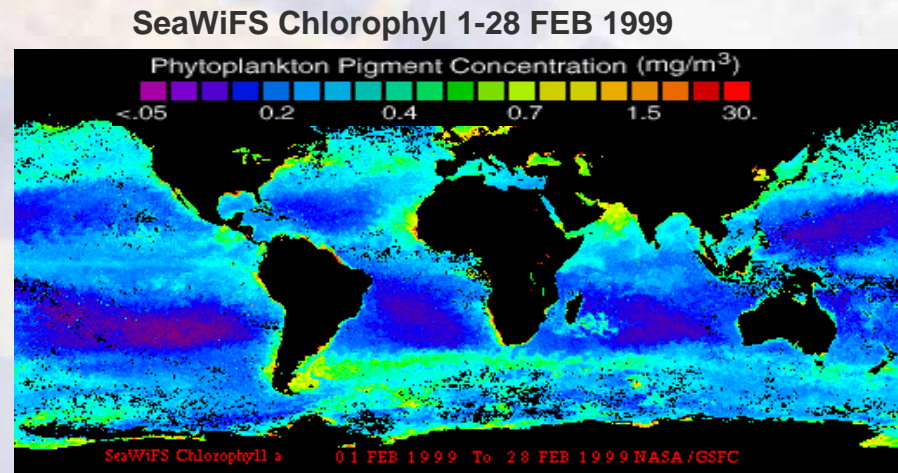 SeaWiFS Chlorophyl 1-28 FEB 1999
Phytoplankton Pigment Concentration (mg/m³)
<.05 0.2 0.4 0.7 1.5 30.
SeaWiFS Chlorophyll a 01 FEB 1999 To 28 FEB 1999 NASA/GSFC